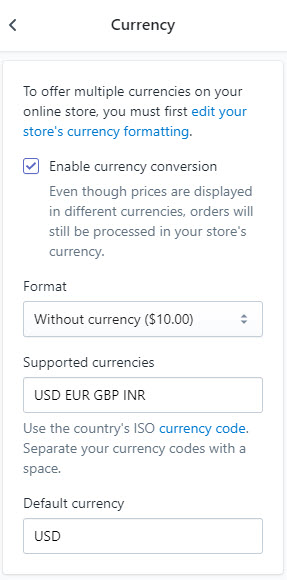 Currency
To offer multiple currencies on your
online store, you must first edit your
store's currency formatting.
Enable currency conversion
Even though prices are displayed
in different currencies, orders will
still be processed in your store's
currency.
Format
Without currency ($10.00)
Supported currencies
USD EUR GBP INR
Use the country's ISO currency code.
Separate your currency codes with a
space.
Default currency
USD